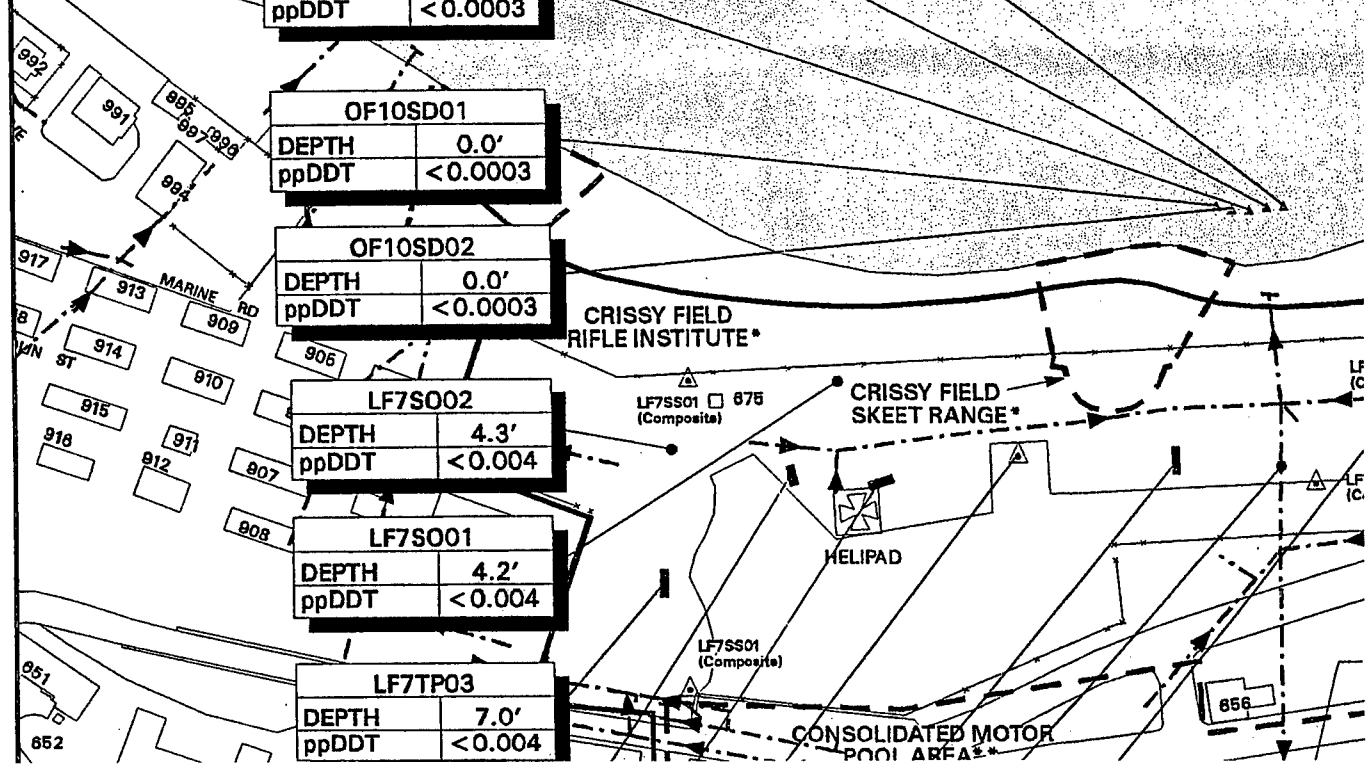 ppDDT <0.0003
OF10SD01
DEPTH 0.0′
ppDDT <0.0003
OF10SD02
DEPTH 0.0′
ppDDT <0.0003
LF7SO02
DEPTH 4.3′
ppDDT <0.004
LF7SO01
DEPTH 4.2′
ppDDT <0.004
LF7TP03
DEPTH 7.0′
ppDDT <0.004
992
991
995
997
996
994
917
913
MARINE RD
909
906
914
910
ST
915
916
911
912
907
908
651
652
CRISSY FIELD
RIFLE INSTITUTE*
LF7SS01
(Composite)
675
CRISSY FIELD
SKEET RANGE*
HELIPAD
LF7SS01
(Composite)
CONSOLIDATED MOTOR
POOL AREA**
656